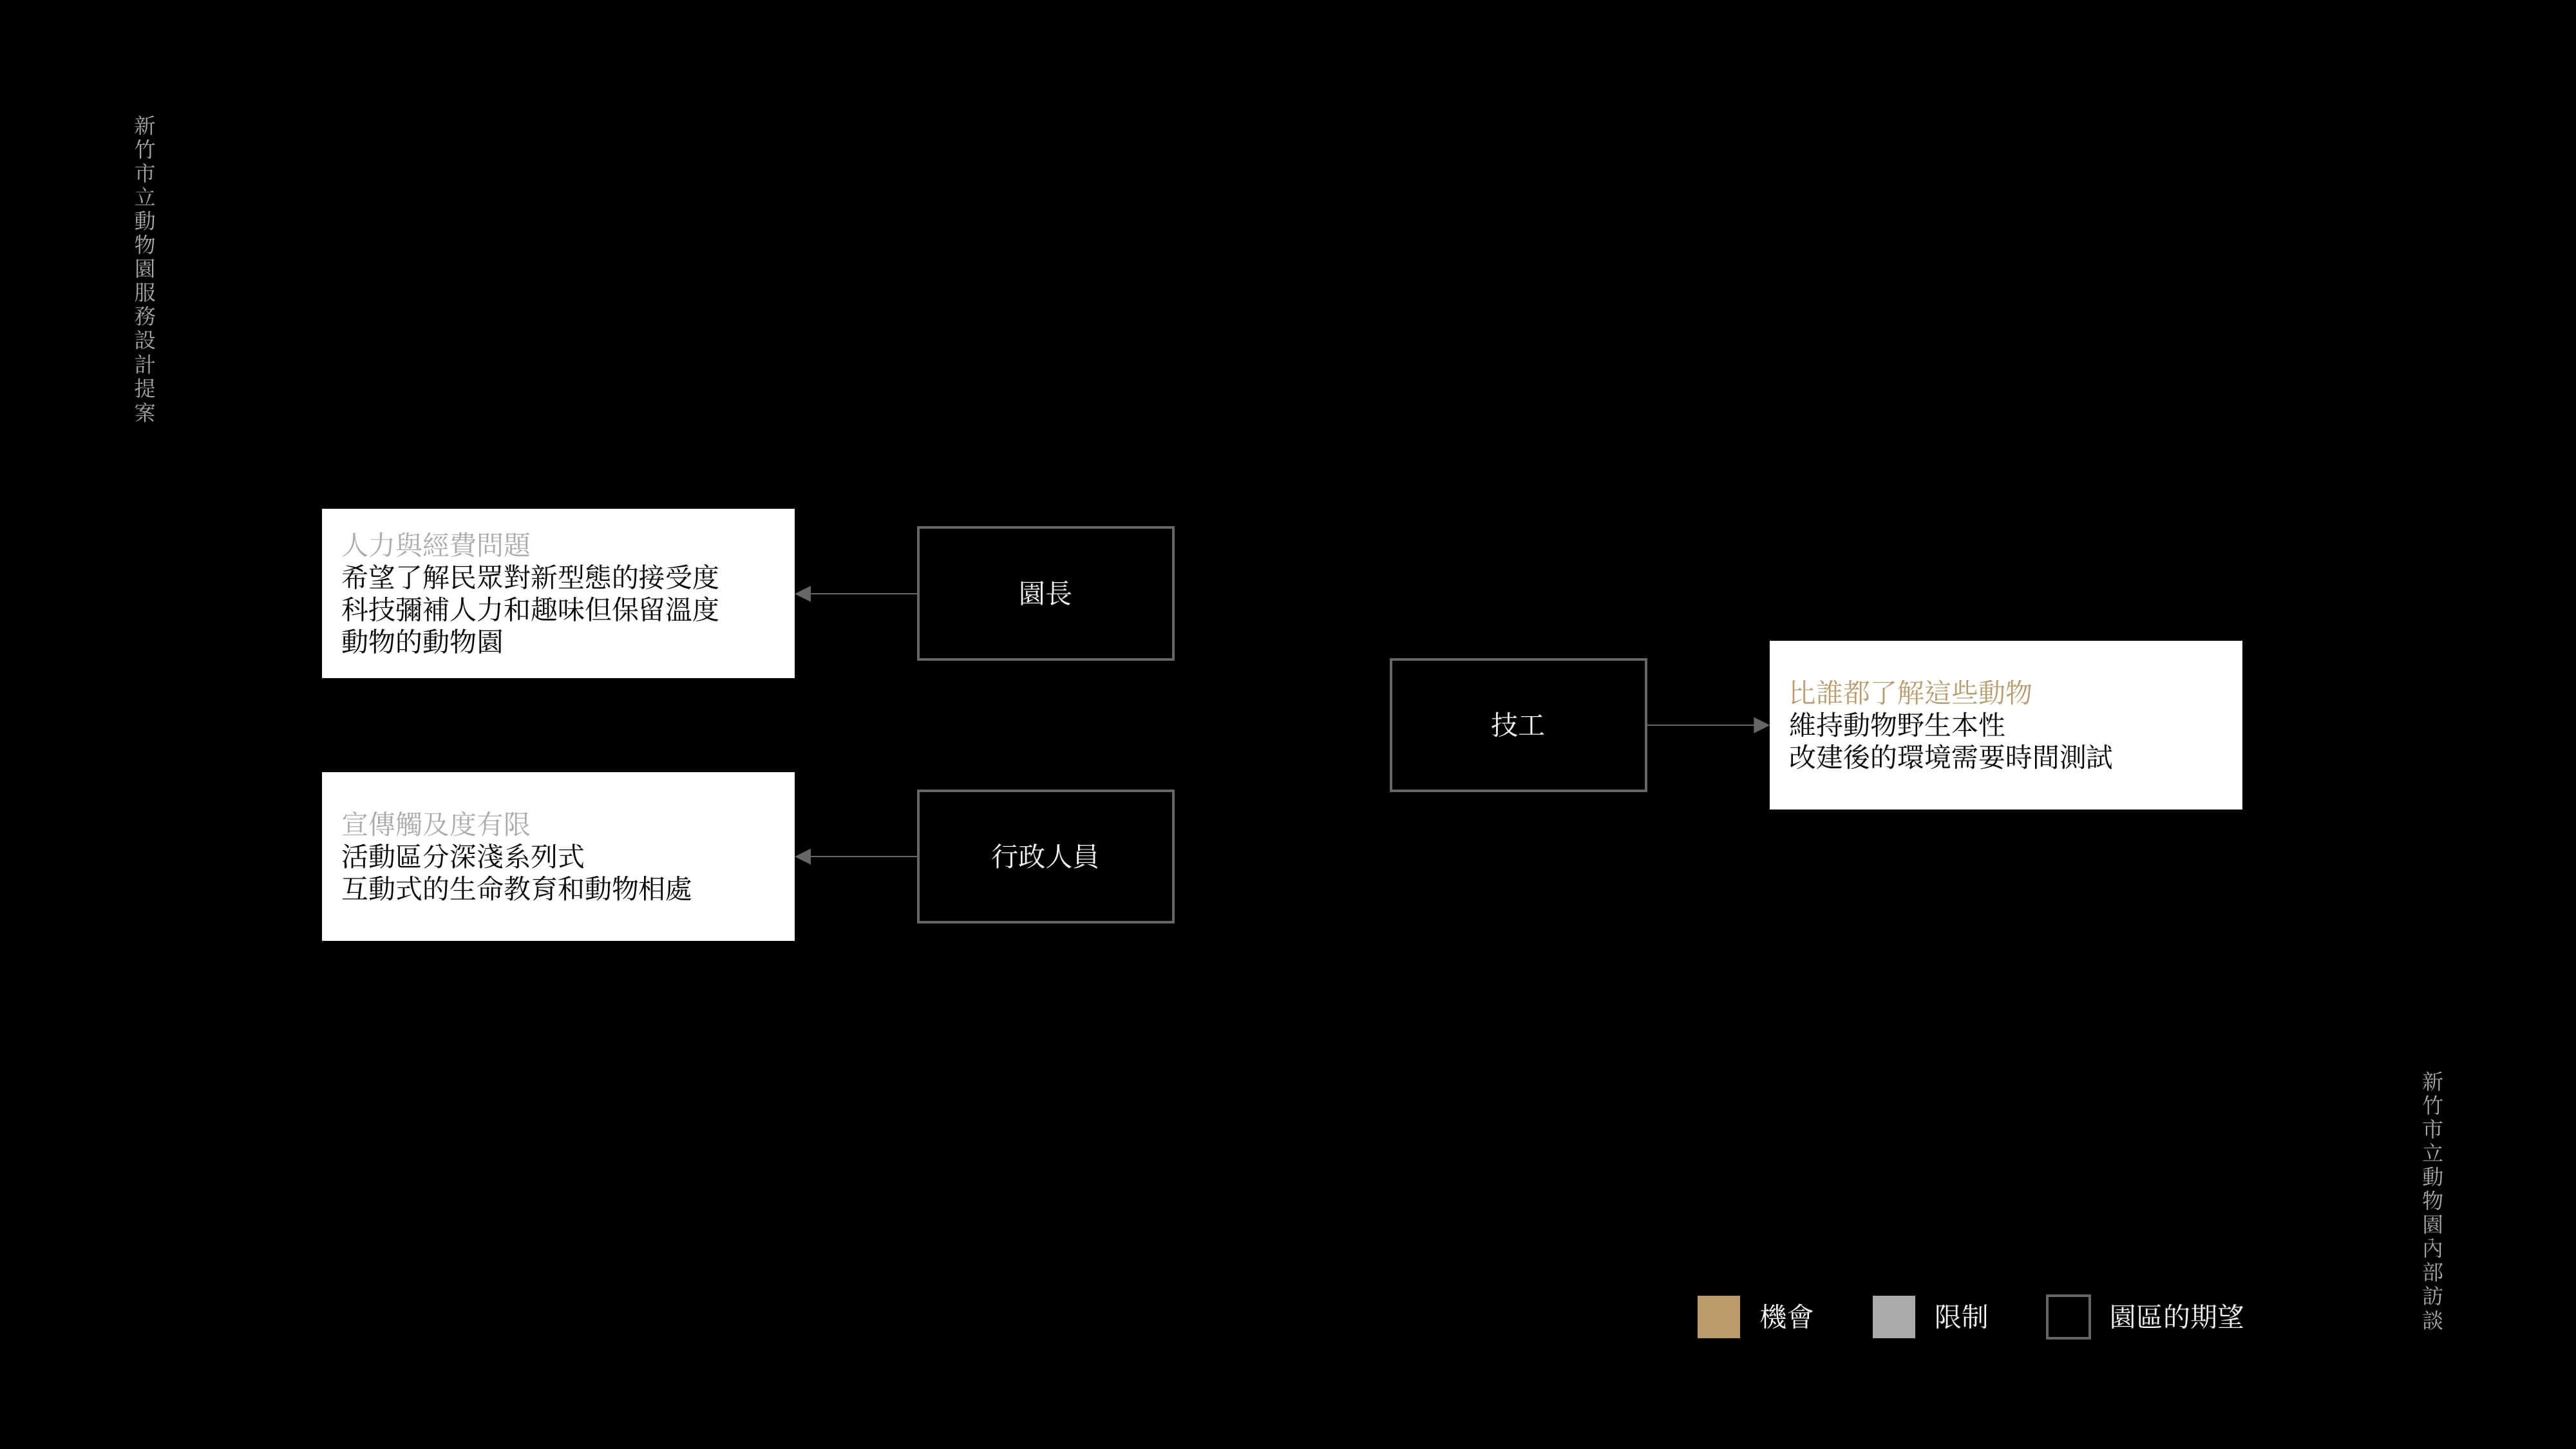 新竹市立動物園服務設計提案
人力與經費問題
希望了解民眾對新型態的接受度
科技彌補人力和趣味但保留溫度
動物的動物園
園長
宣傳觸及度有限
活動區分深淺系列式
互動式的生命教育和動物相處
行政人員
技工
比誰都了解這些動物
維持動物野生本性
改建後的環境需要時間測試
機會
限制
園區的期望
新竹市立動物園內部訪談